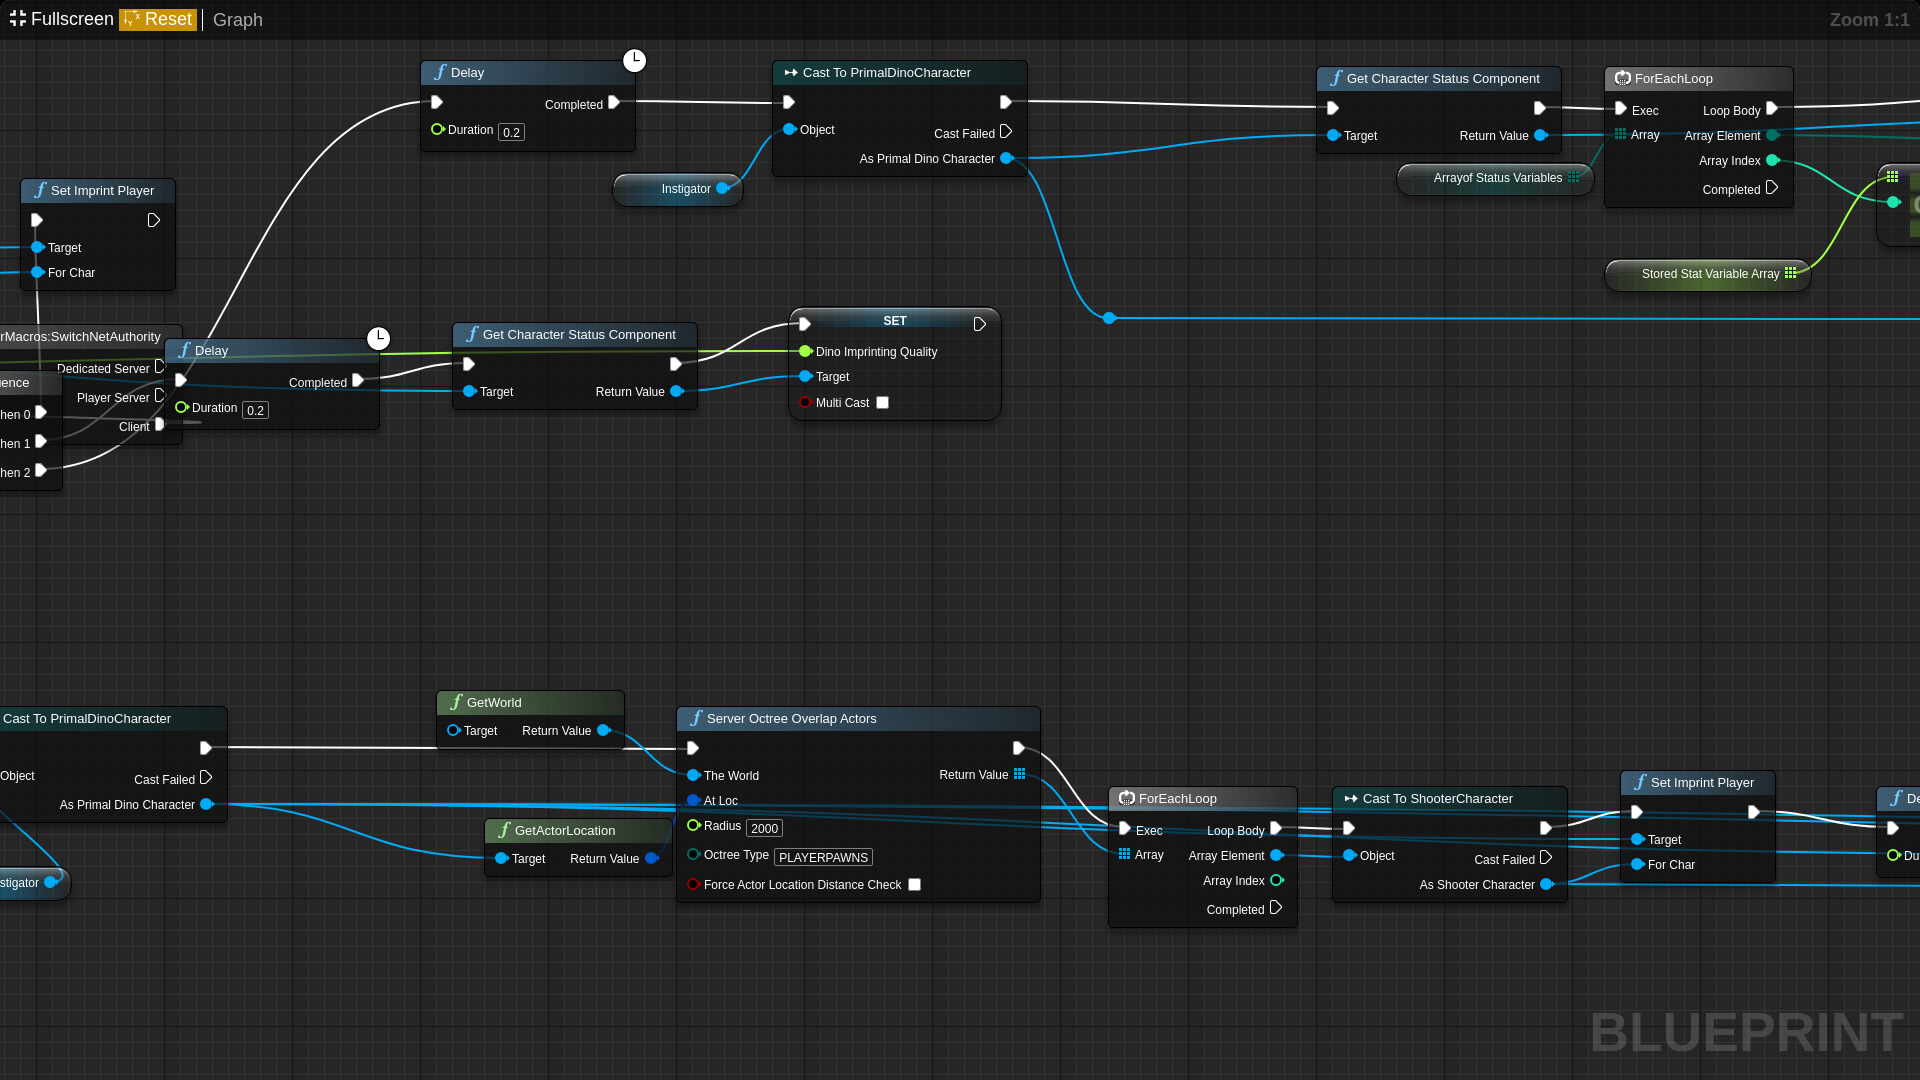 Fullscreen Reset Graph
Zoom 1:1
Delay
Completed
Duration 0.2
Cast To PrimalDinoCharacter
Object
Cast Failed
As Primal Dino Character
Instigator
Get Character Status Component
Target
Return Value
ForEachLoop
Exec
Loop Body
Array
Array Element
Array Index
Completed
Arrayof Status Variables
Stored Stat Variable Array
Set Imprint Player
Target
For Char
rMacros:SwitchNetAuthority
Dedicated Server
Player Server
Client
ence
hen 0
hen 1
hen 2
Delay
Completed
Duration 0.2
Get Character Status Component
Target
Return Value
SET
Dino Imprinting Quality
Target
Multi Cast
Cast To PrimalDinoCharacter
Object
Cast Failed
As Primal Dino Character
stigator
GetWorld
Target
Return Value
GetActorLocation
Target
Return Value
Server Octree Overlap Actors
The World
Return Value
At Loc
Radius 2000
Octree Type PLAYERPAWNS
Force Actor Location Distance Check
ForEachLoop
Exec
Loop Body
Array
Array Element
Array Index
Completed
Cast To ShooterCharacter
Object
Cast Failed
As Shooter Character
Set Imprint Player
Target
For Char
De
Du
BLUEPRINT